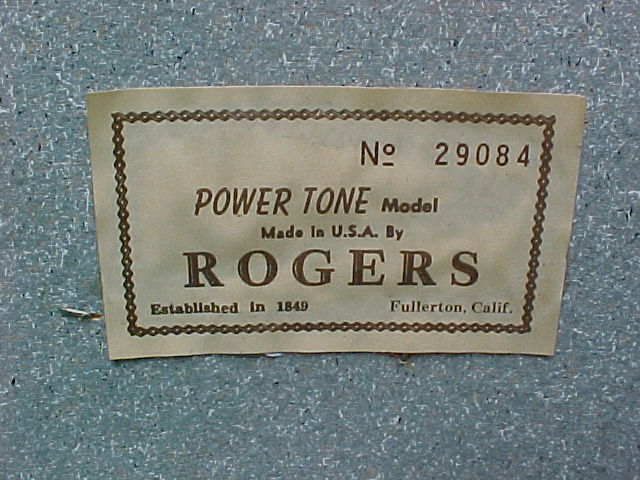 Nº 29084
POWER TONE Model
Made In U.S.A. By
ROGERS
Established in 1849 Fullerton, Calif.